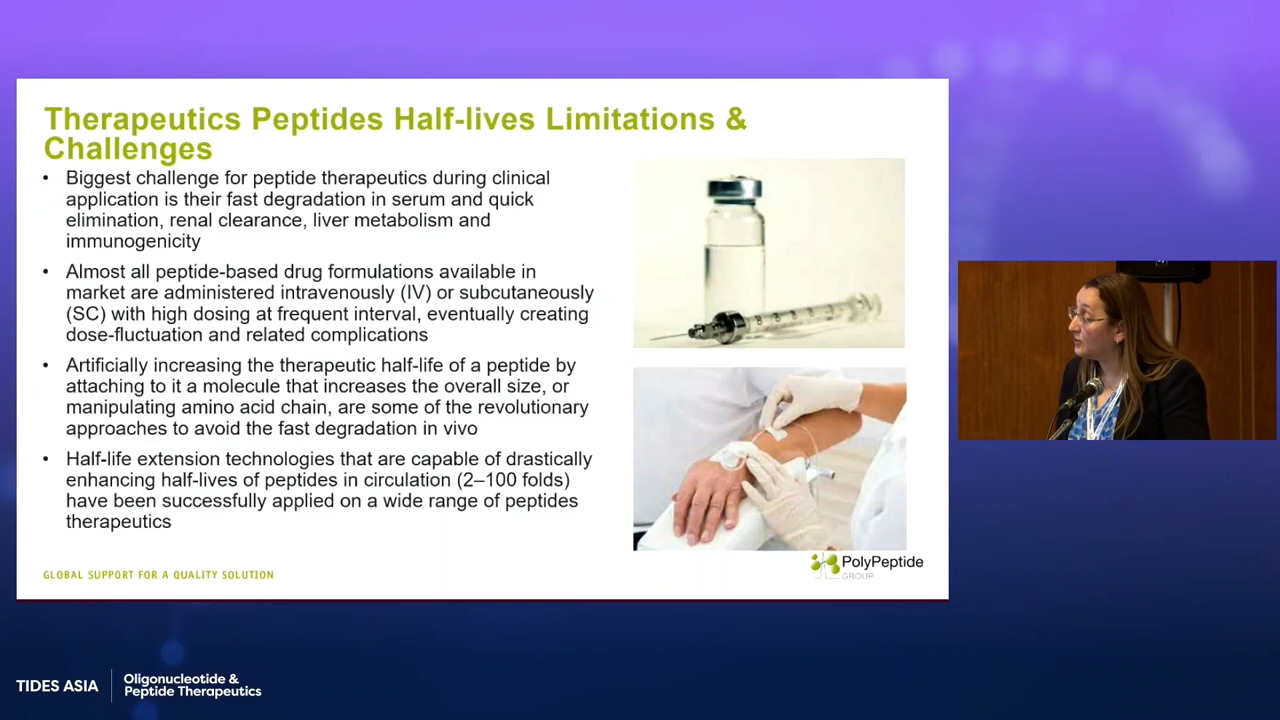 Therapeutics Peptides Half-lives Limitations &
Challenges
• Biggest challenge for peptide therapeutics during clinical
application is their fast degradation in serum and quick
elimination, renal clearance, liver metabolism and
immunogenicity
• Almost all peptide-based drug formulations available in
market are administered intravenously (IV) or subcutaneously
(SC) with high dosing at frequent interval, eventually creating
dose-fluctuation and related complications
• Artificially increasing the therapeutic half-life of a peptide by
attaching to it a molecule that increases the overall size, or
manipulating amino acid chain, are some of the revolutionary
approaches to avoid the fast degradation in vivo
• Half-life extension technologies that are capable of drastically
enhancing half-lives of peptides in circulation (2–100 folds)
have been successfully applied on a wide range of peptides
therapeutics
GLOBAL SUPPORT FOR A QUALITY SOLUTION
PolyPeptide
GROUP
TIDES ASIA
Oligonucleotide &
Peptide Therapeutics